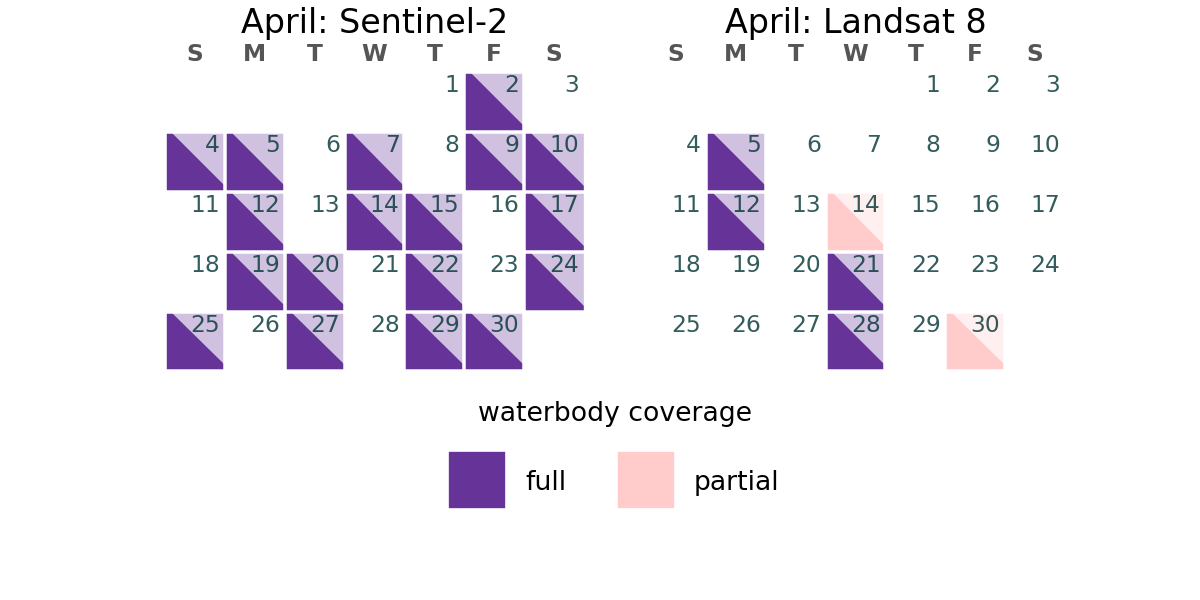 April: Sentinel-2
S M T W T F S
1 2 3
4 5 6 7 8 9 10
11 12 13 14 15 16 17
18 19 20 21 22 23 24
25 26 27 28 29 30
April: Landsat 8
S M T W T F S
1 2 3
4 5 6 7 8 9 10
11 12 13 14 15 16 17
18 19 20 21 22 23 24
25 26 27 28 29 30
waterbody coverage
full
partial